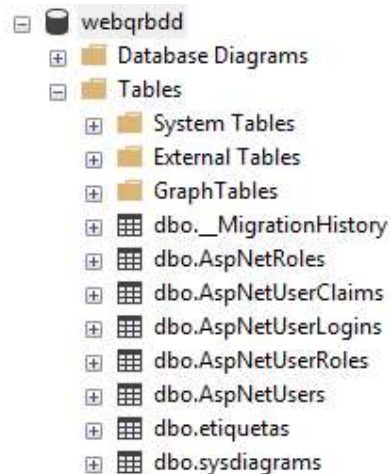 webqrbdd
Database Diagrams
Tables
System Tables
External Tables
GraphTables
dbo.__MigrationHistory
dbo.AspNetRoles
dbo.AspNetUserClaims
dbo.AspNetUserLogins
dbo.AspNetUserRoles
dbo.AspNetUsers
dbo.etiquetas
dbo.sysdiagrams